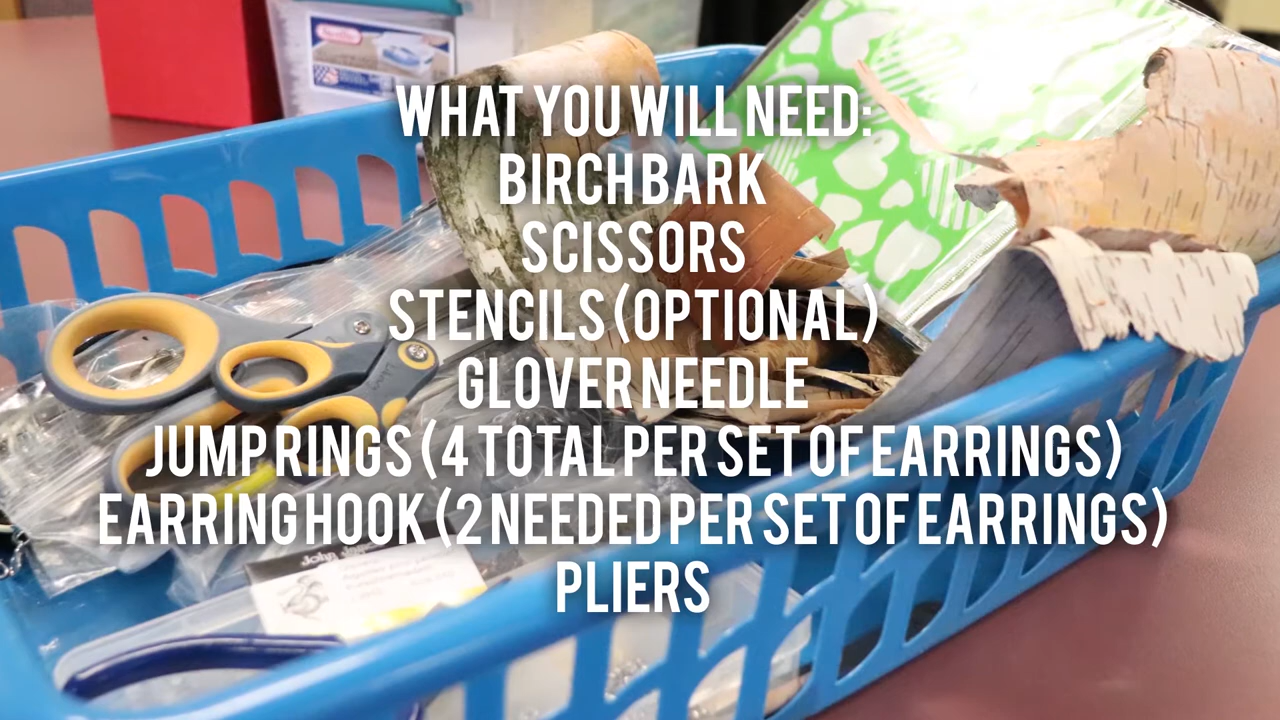 WHAT YOU WILL NEED:
BIRCH BARK
SCISSORS
STENCILS (OPTIONAL)
GLOVER NEEDLE
JUMP RINGS (4 TOTAL PER SET OF EARRINGS)
EARRING HOOK (2 NEEDED PER SET OF EARRINGS)
PLIERS
John